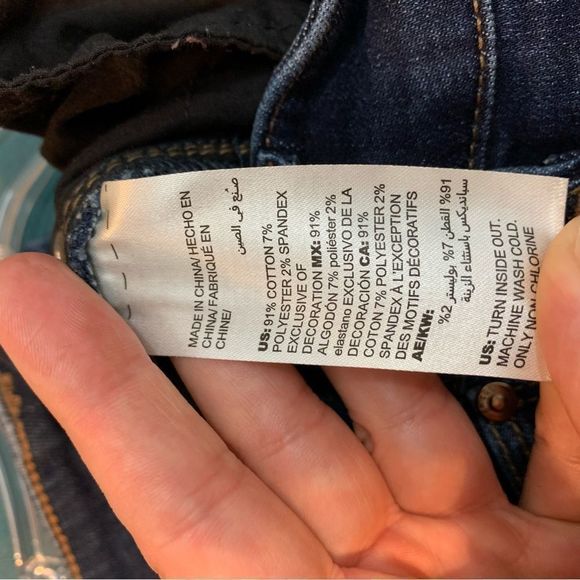 MADE IN CHINA/ HECHO EN
CHINA/ FABRIQUÉ EN
CHINE/
صنع في الصين
US: 91% COTTON 7%
POLYESTER 2% SPANDEX
EXCLUSIVE OF
DECORATION MX: 91%
ALGODÓN 7% poliéster 2%
elastano EXCLUSIVO DE LA
DECORACIÓN CA: 91%
COTON 7% POLYESTER 2%
SPANDEX À L'EXCEPTION
DES MOTIFS DÉCORATIFS
AE/KW:
91% القطن 7% بوليستر 2%
سبانديكس باستثناء الزينة
US: TURN INSIDE OUT.
MACHINE WASH COLD.
ONLY NON-CHLORINE